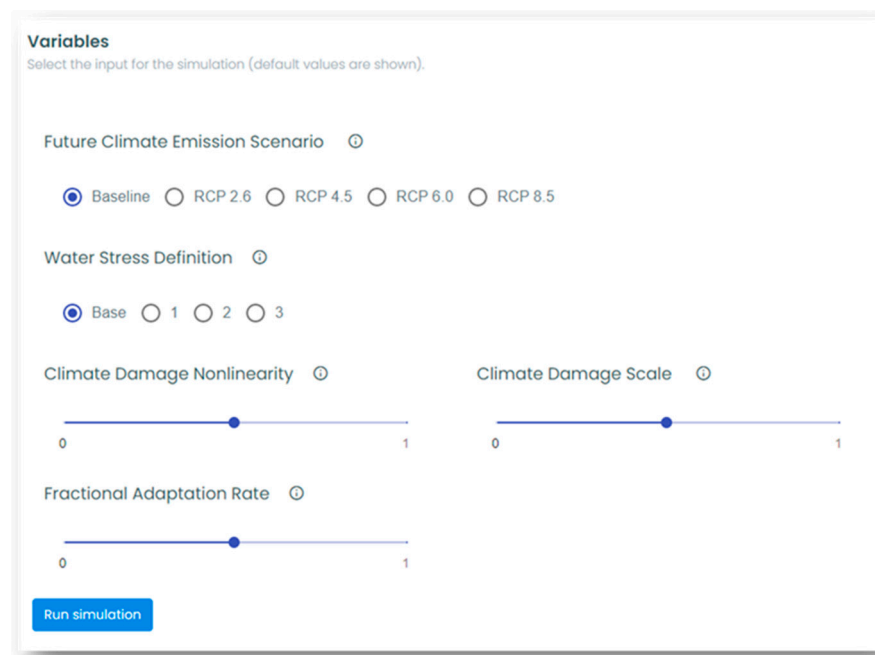 Variables
Select the input for the simulation (default values are shown).
Future Climate Emission Scenario
Baseline RCP 2.6 RCP 4.5 RCP 6.0 RCP 8.5
Water Stress Definition
Base 1 2 3
Climate Damage Nonlinearity Climate Damage Scale
0 1 0 1
Fractional Adaptation Rate
0 1
Run simulation